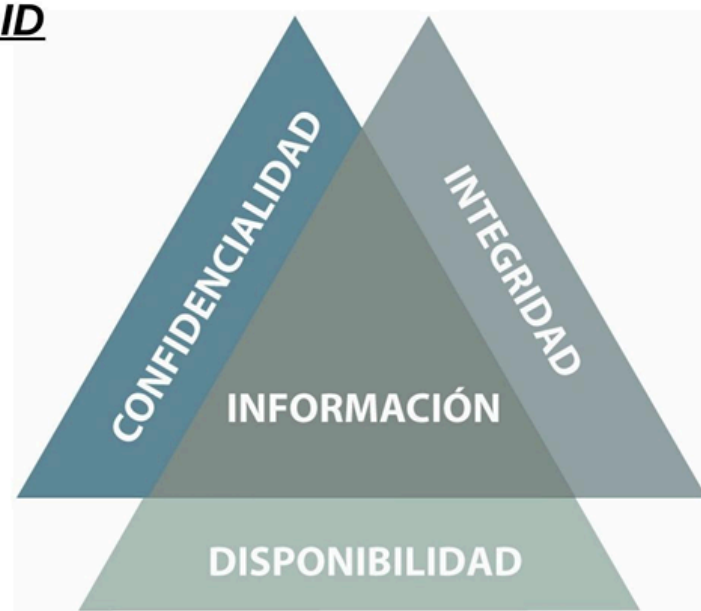 ID
CONFIDENCIALIDAD
INTEGRIDAD
INFORMACIÓN
DISPONIBILIDAD